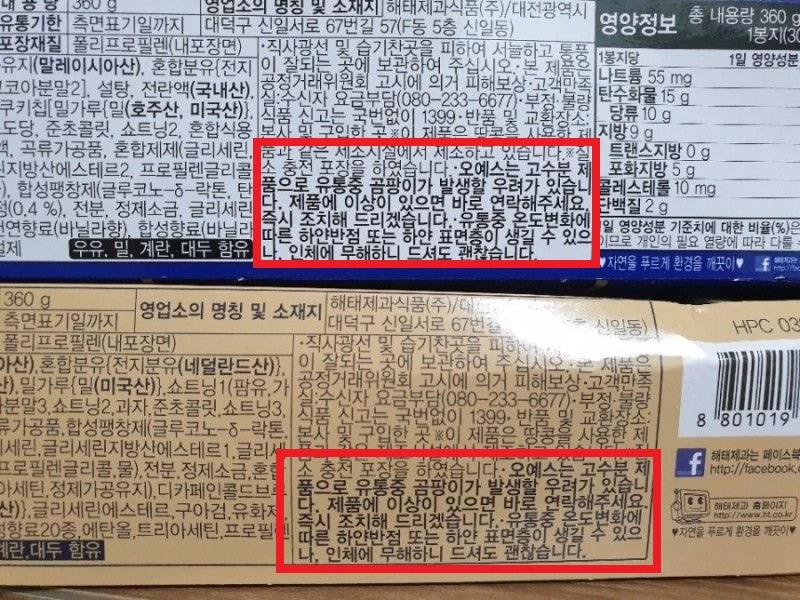 내 용 량 360 g
업소의 명칭 및 소재지 해태제과식품(주)/대전광역시
유통기한 측면표기일까지 대덕구 신일서로 67번길 57(F동 5층 신일동)
포장재질 폴리프로필렌(내포장면)
유지(말레이시아산), 혼합분유{전지
코아분말2], 설탕, 전란액(국내산),
쿠키칩[밀가루{밀(호주산, 미국산)},
도당, 준초콜릿, 쇼트닝2, 혼합식용
액, 곡류가공품, 혼합제제(글리세린,
린지방산에스테르2, 프로필렌글리콜
), 합성팽창제(글루코노-δ-락톤, 탄
(0.4 %), 전분, 정제소금, 글리세린
연향료(바닐라향), 합성향료(바닐라
우유, 밀, 계란, 대두 함유
·직사광선 및 습기찬곳을 피하여 서늘하고 통풍
이 잘되는 곳에 보관하여 주십시오·본 제품은
공정거래위원회 고시에 의거 피해보상·고객만족
실:수신자 요금부담(080-233-6677)·부정·불량
식품 신고는 국번없이 1399·반품 및 교환장소:
본사 및 구입한 곳 ※이 제품은 땅콩을 사용한 제
품과 같은 제조시설에서 제조하고 있습니다.※질
소 충전 포장을 하였습니다.·오예스는 고수분 제
품으로 유통중 곰팡이가 발생할 우려가 있습니
다. 제품에 이상이 있으면 바로 연락해주세요.
즉시 조치해 드리겠습니다.·유통중 온도변화에
따른 하얀반점 또는 하얀 표면층이 생길 수 있으
나, 인체에 무해하니 드셔도 괜찮습니다.
영양정보 총 내용량 360 g
1봉지(30
1봉지당 1일 영양성분
나트륨 55 mg
탄수화물 15 g
당류 10 g
지방 9 g
트랜스지방 0 g
포화지방 5 g
콜레스테롤 10 mg
단백질 2 g
1일 영양성분 기준치에 대한 비율(%)은
이므로 개인의 필요 열량에 따라 다를
♥자연을 푸르게 환경을 깨끗이♥
360 g
영업소의 명칭 및 소재지 해태제과식품(주)/대
측면표기일까지 대덕구 신일서로 67번 층 신일동)
폴리프로필렌(내포장면)
아산),혼합분유{전지분유(네덜란드산)},
산),밀가루{밀(미국산)},쇼트닝1(팜유,가
분말3,쇼트닝2,과자,준초콜릿,쇼트닝3,
류가공품,합성팽창제(글루코노-δ-락톤
세린,글리세린지방산에스테르1,글리세
프로필렌글리콜물),전분,정제소금,혼합
아세틴,정제가공유지),디카페인콜드브
산)},글리세린에스테르,구아검,유화제
성향료20종,에탄올,트리아세틴,프로필렌
계란,대두 함유
·직사광선 및 습기찬곳을 피하여
이 잘되는 곳에 보관하여 주십시오·본 제품은
공정거래위원회 고시에 의거 피해보상·고객만족
실:수신자 요금부담(080-233-6677)·부정·불량
식품 신고는 국번없이 1399·반품 및 교환장소:
본사 및 구입한 곳 ※이 제품은 땅콩을 사용한 제
소 충전 포장을 하였습니다.·오예스는 고수분 제
품으로 유통중 곰팡이가 발생할 우려가 있습니
다. 제품에 이상이 있으면 바로 연락해주세요.
즉시 조치해 드리겠습니다.·유통중 온도변화에
따른 하얀반점 또는 하얀 표면층이 생길 수 있으
나, 인체에 무해하니 드셔도 괜찮습니다.
HPC 03
8 801019
f 해태제과는 페이스북
http://facebook.c
해태제과 홈페이지
http://www.ht.co.kr
♥자연을 푸르게 환경을 깨끗이♥